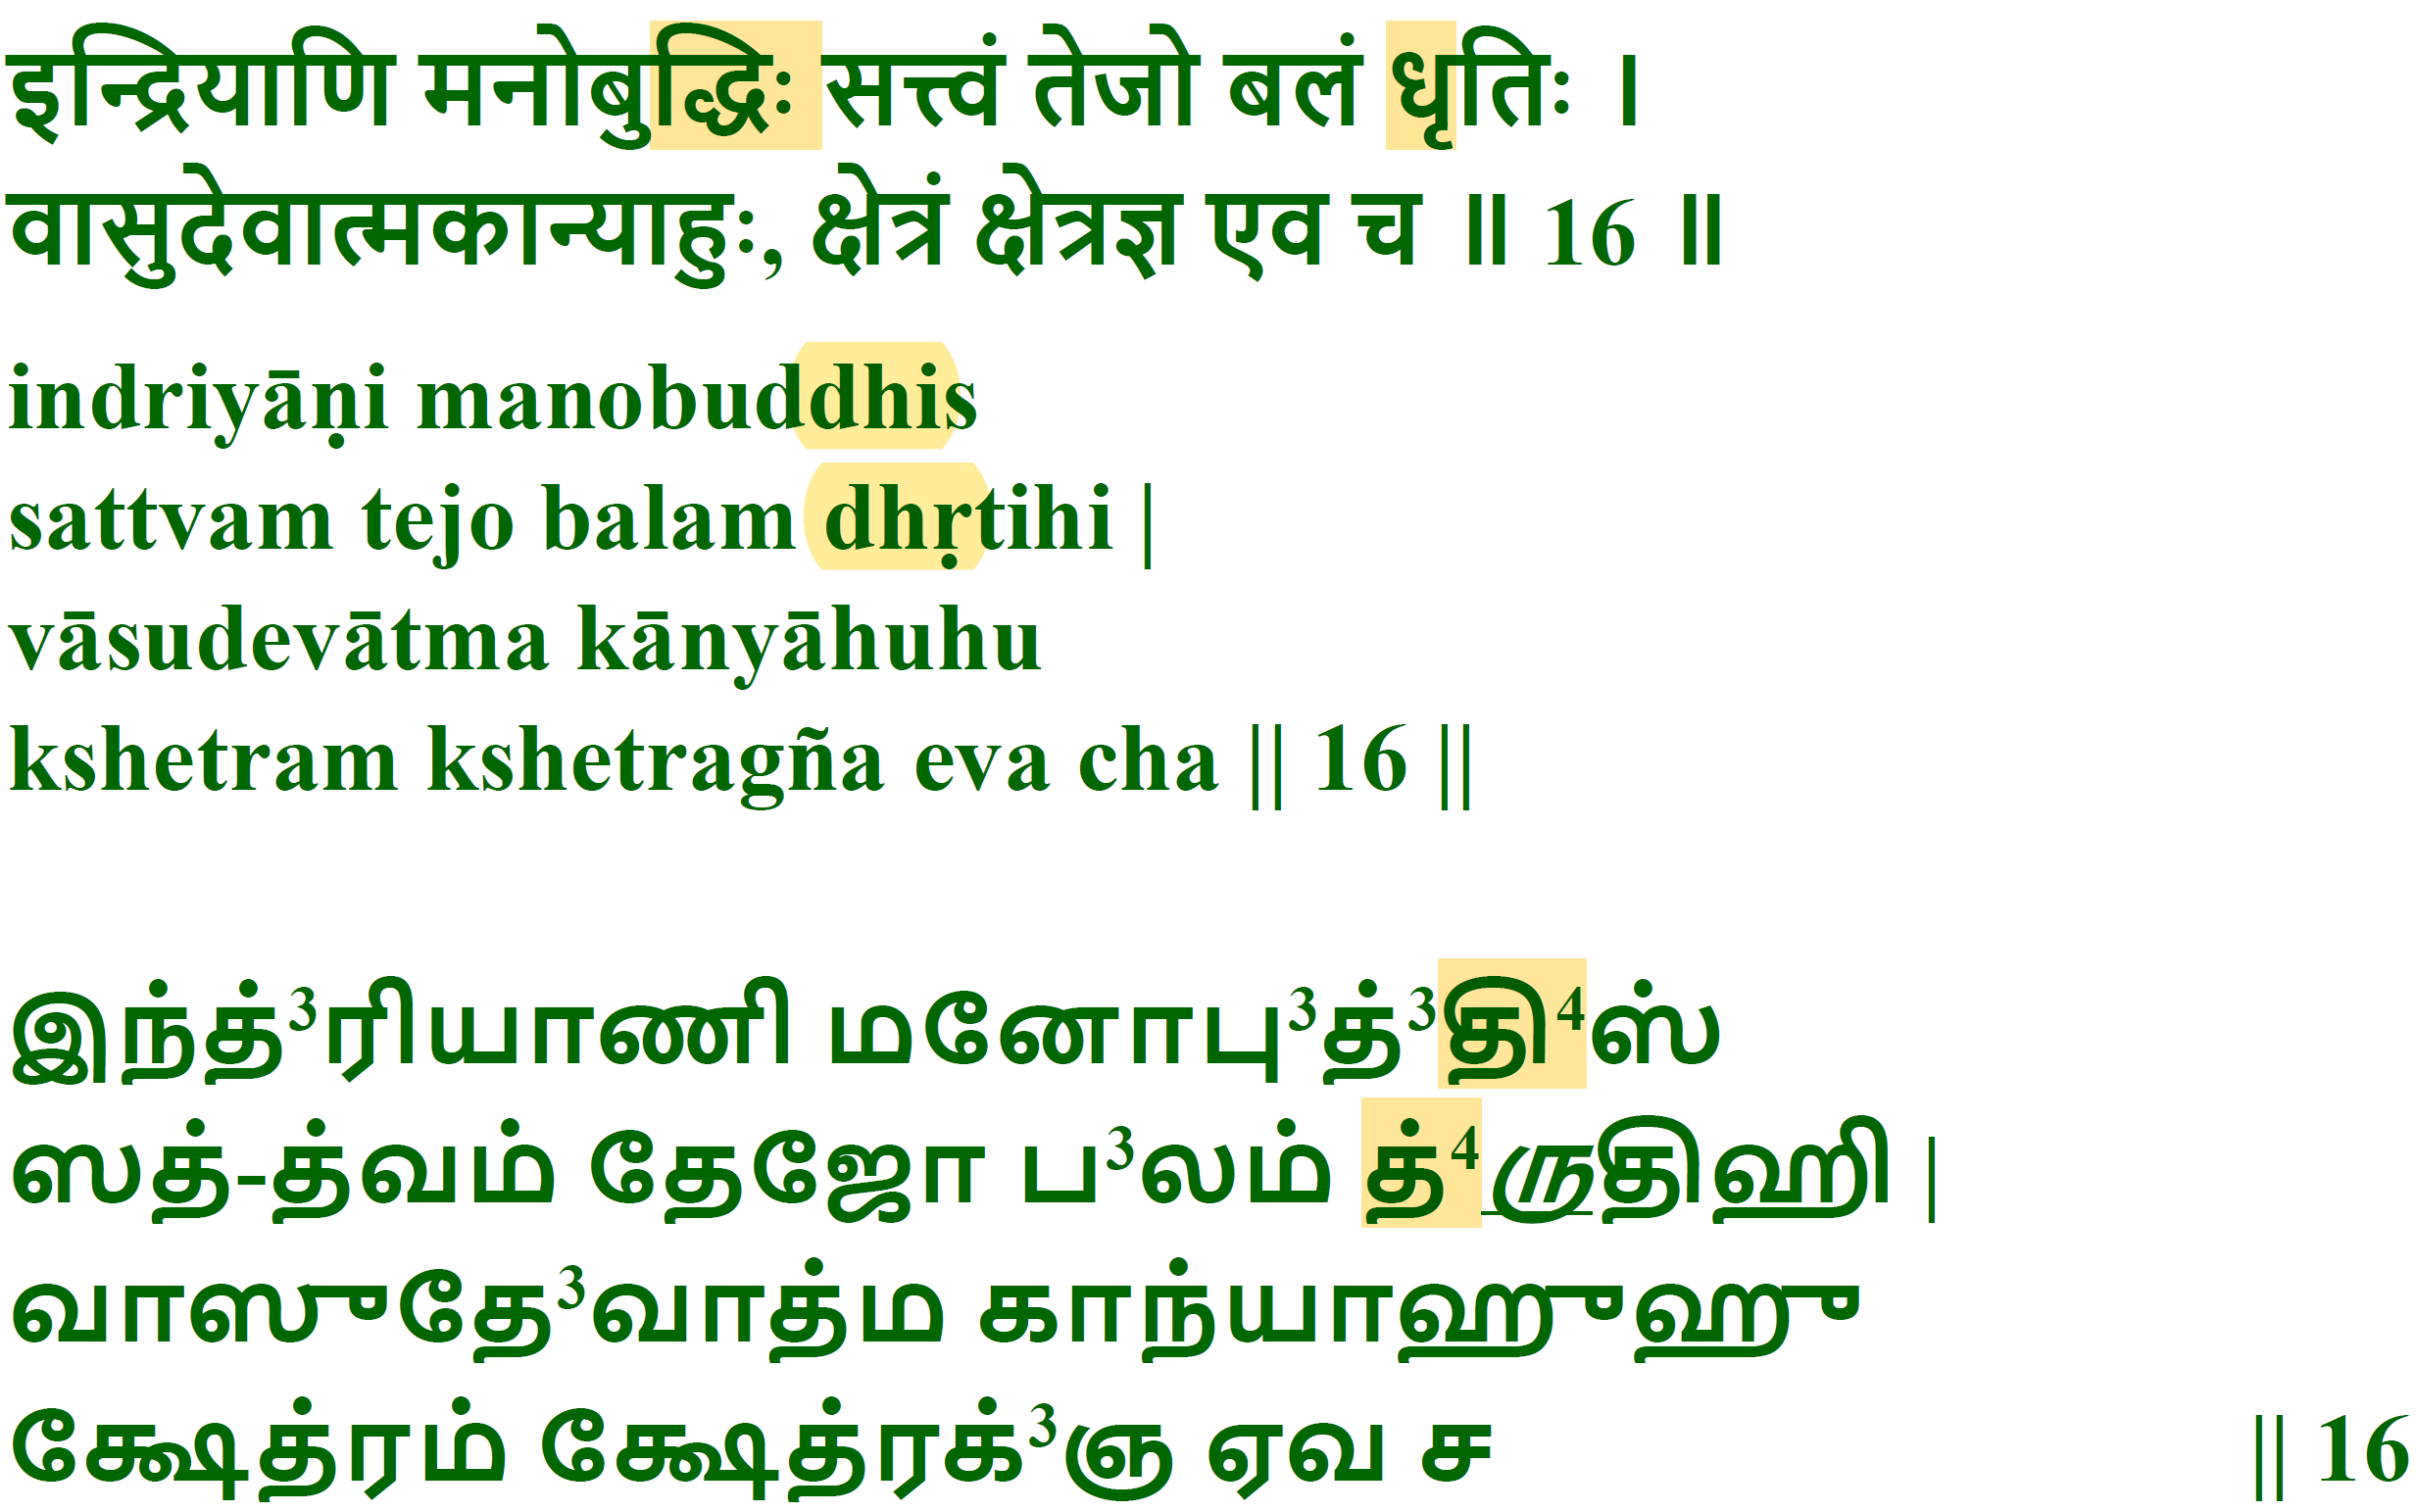 इन्द्रियाणि मनोबुद्धिः सत्त्वं तेजो बलं धृतिः ।
वासुदेवात्मकान्याहुः, क्षेत्रं क्षेत्रज्ञ एव च ॥ 16 ॥
indriyāṇi manobuddhis
sattvam tejo balam dhṛtihi |
vāsudevātma kānyāhuhu
kshetram kshetragña eva cha || 16 ||
இந்த்³ரியாணி மனோபு³த்³தி⁴ஸ்
ஸத்-த்வம் தேஜோ ப³லம் த்⁴ருதிஹி |
வாஸுதே³வாத்ம காந்யாஹுஹு
க்ஷேத்ரம் க்ஷேத்ரக்³ஞ ஏவ ச || 16